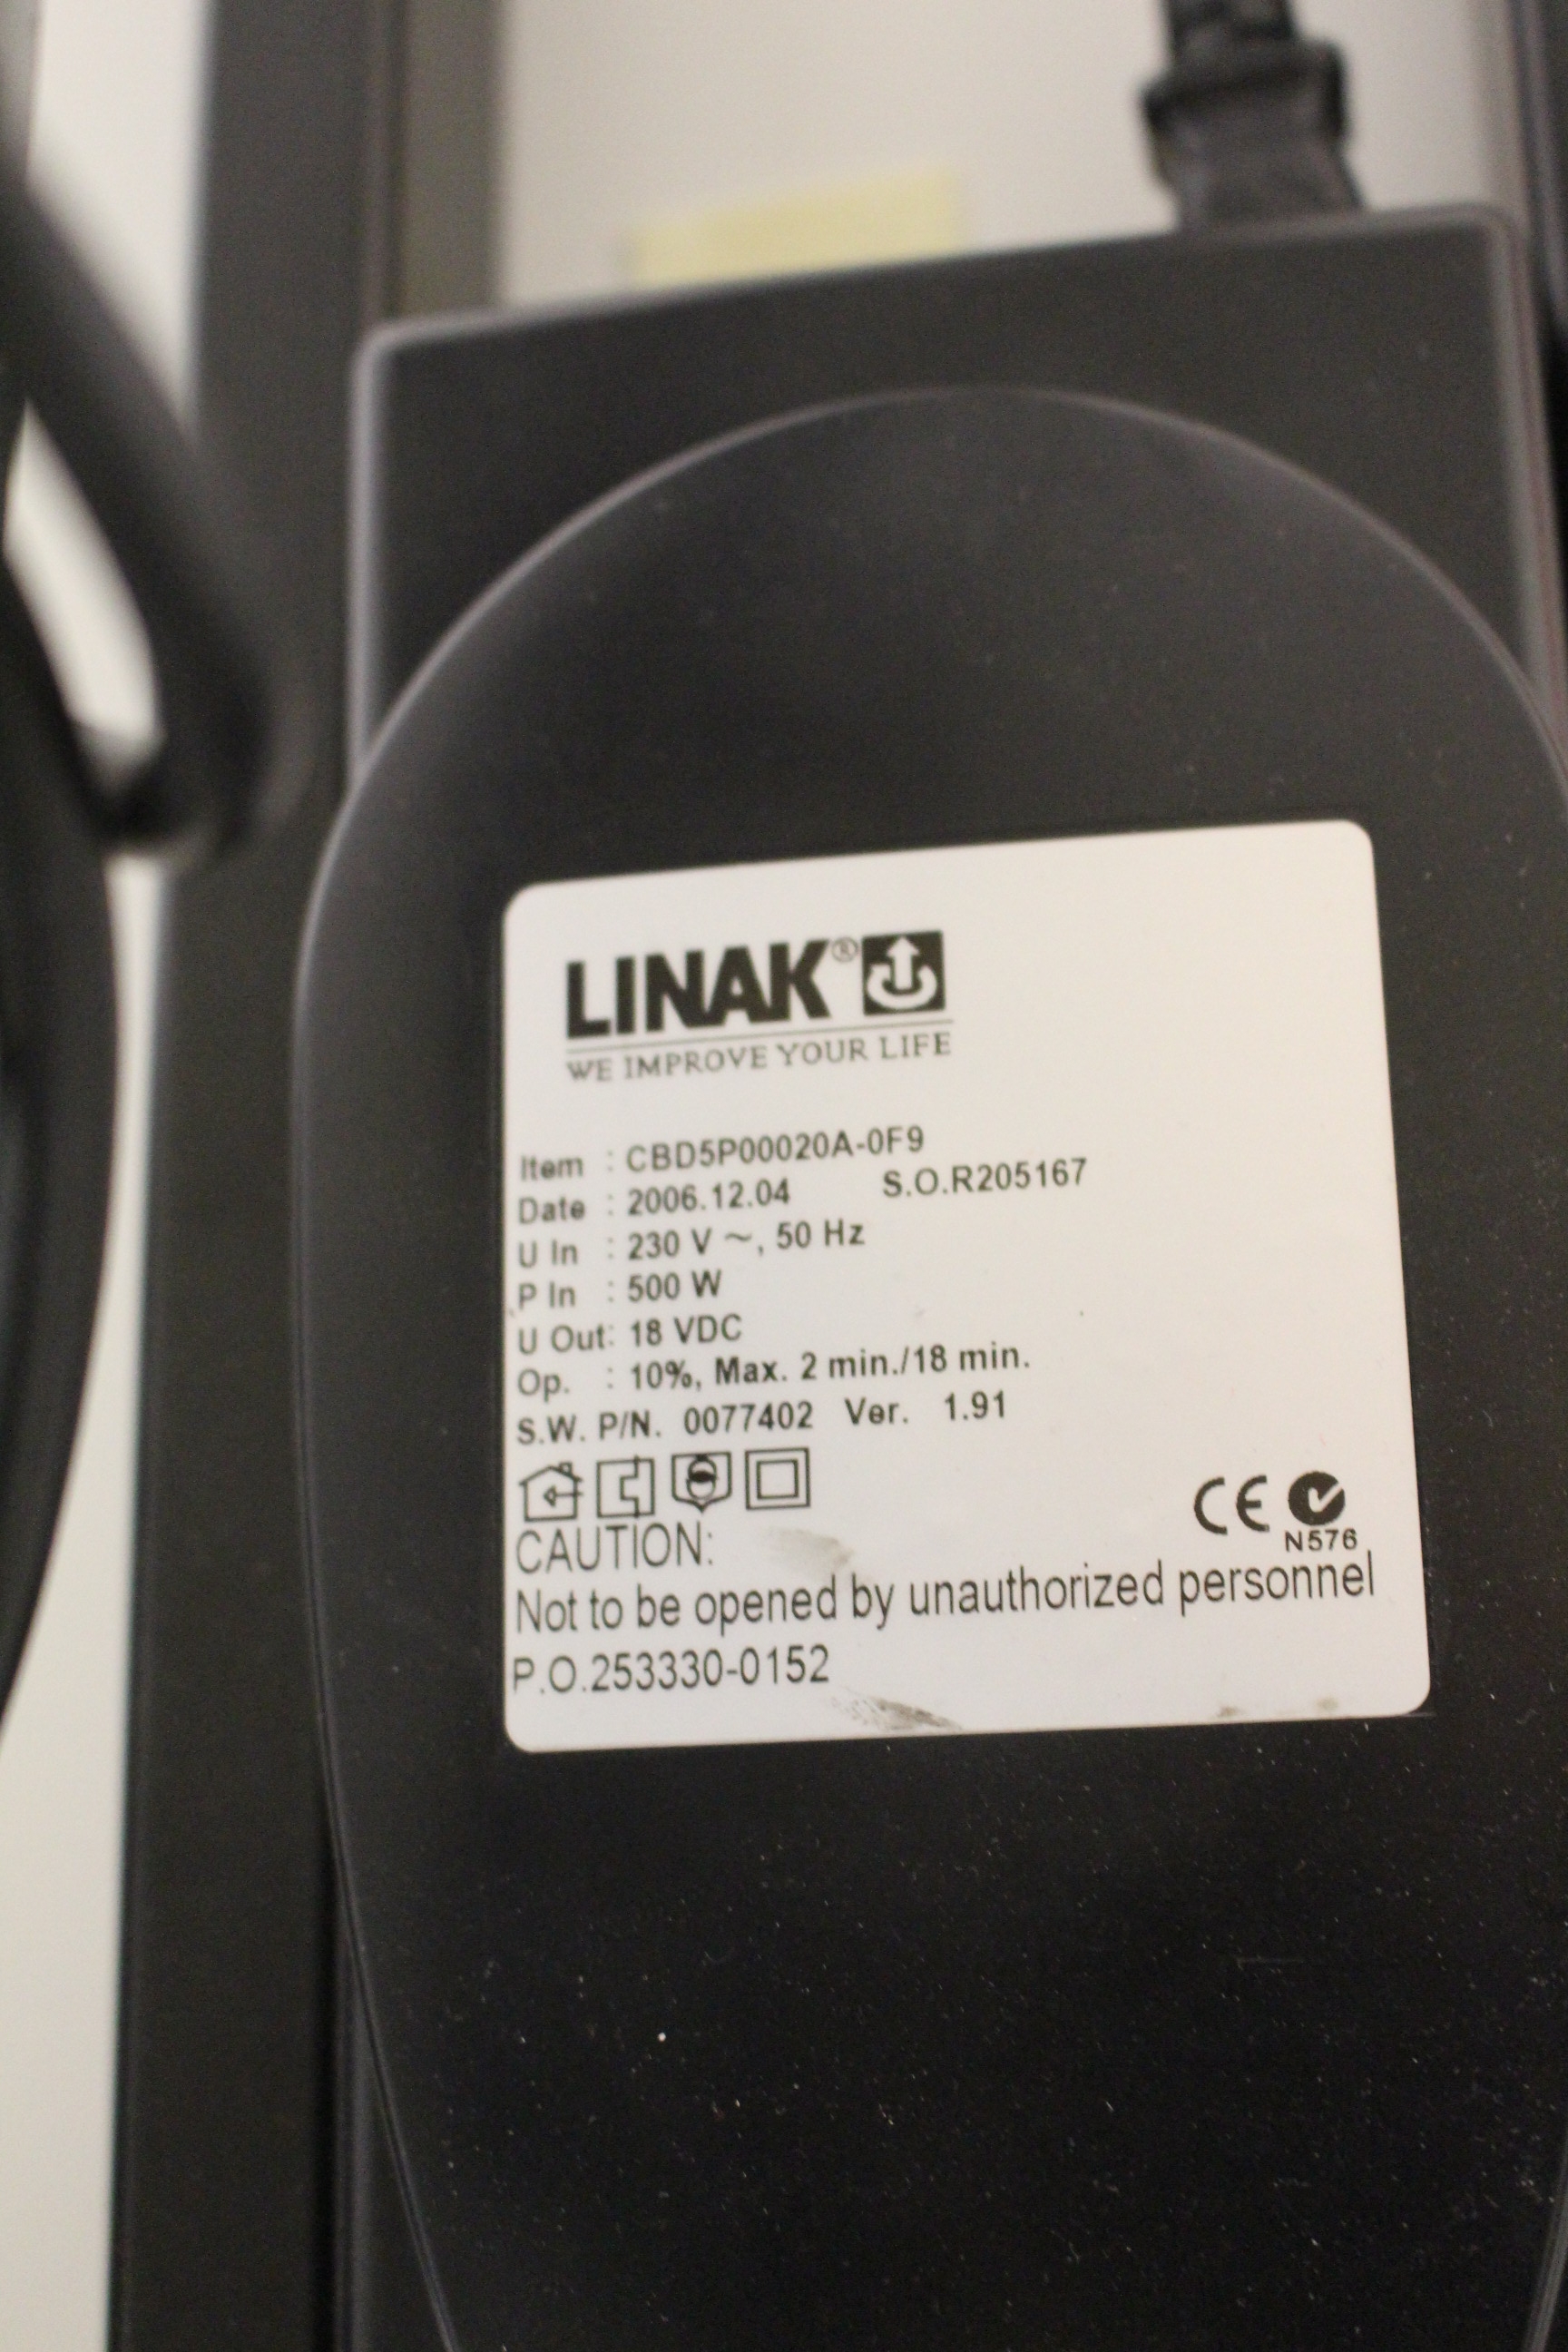 LINAK®
WE IMPROVE YOUR LIFE
Item : CBD5P00020A-0F9
Date : 2006.12.04 S.O.R205167
U In : 230 V ~, 50 Hz
P In : 500 W
U Out: 18 VDC
Op. : 10%, Max. 2 min./18 min.
S.W. P/N. 0077402 Ver. 1.91
CE
N576
CAUTION:
Not to be opened by unauthorized personnel
P.O.253330-0152